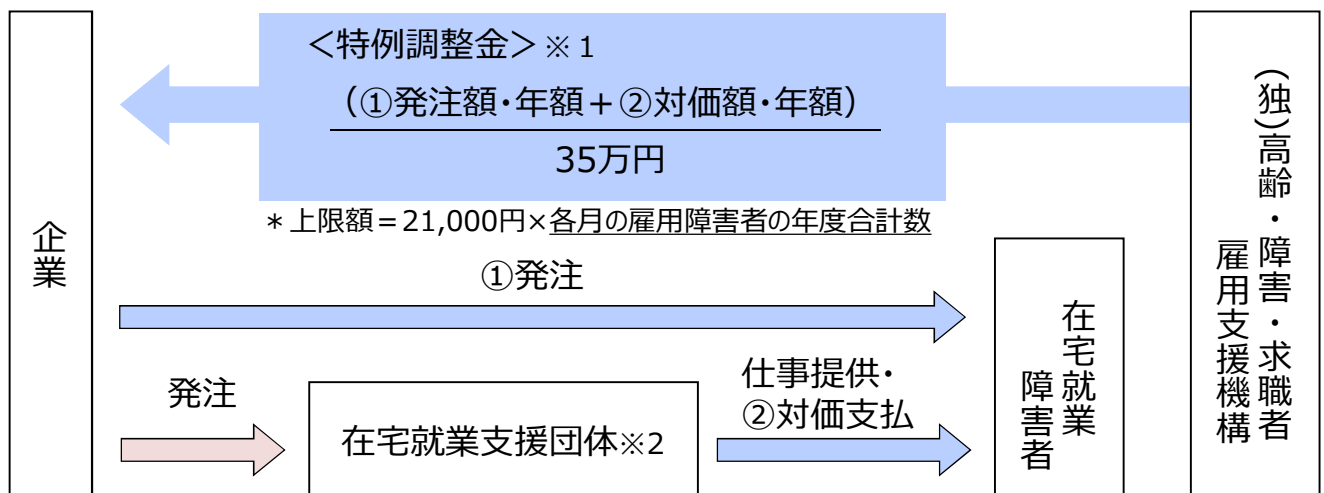 ＜特例調整金＞※１
（①発注額･年額＋②対価額･年額）
35万円
＊上限額＝21,000円×各月の雇用障害者の年度合計数
企業
①発注
発注
在宅就業支援団体※2
仕事提供･
②対価支払
在宅就業
障害者
(独)高齢・障害・求職者
雇用支援機構